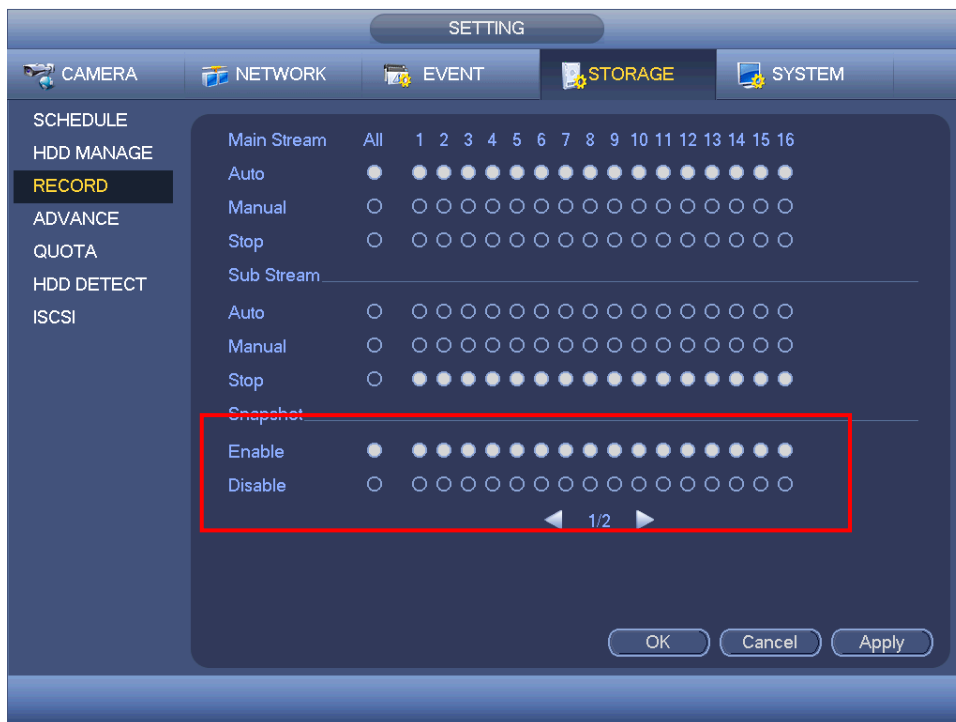 SETTING
CAMERA NETWORK EVENT STORAGE SYSTEM
SCHEDULE
HDD MANAGE
RECORD
ADVANCE
QUOTA
HDD DETECT
ISCSI
Main Stream All 1 2 3 4 5 6 7 8 9 10 11 12 13 14 15 16
Auto
Manual
Stop
Sub Stream
Auto
Manual
Stop
Snapshot
Enable
Disable
1/2
OK Cancel Apply